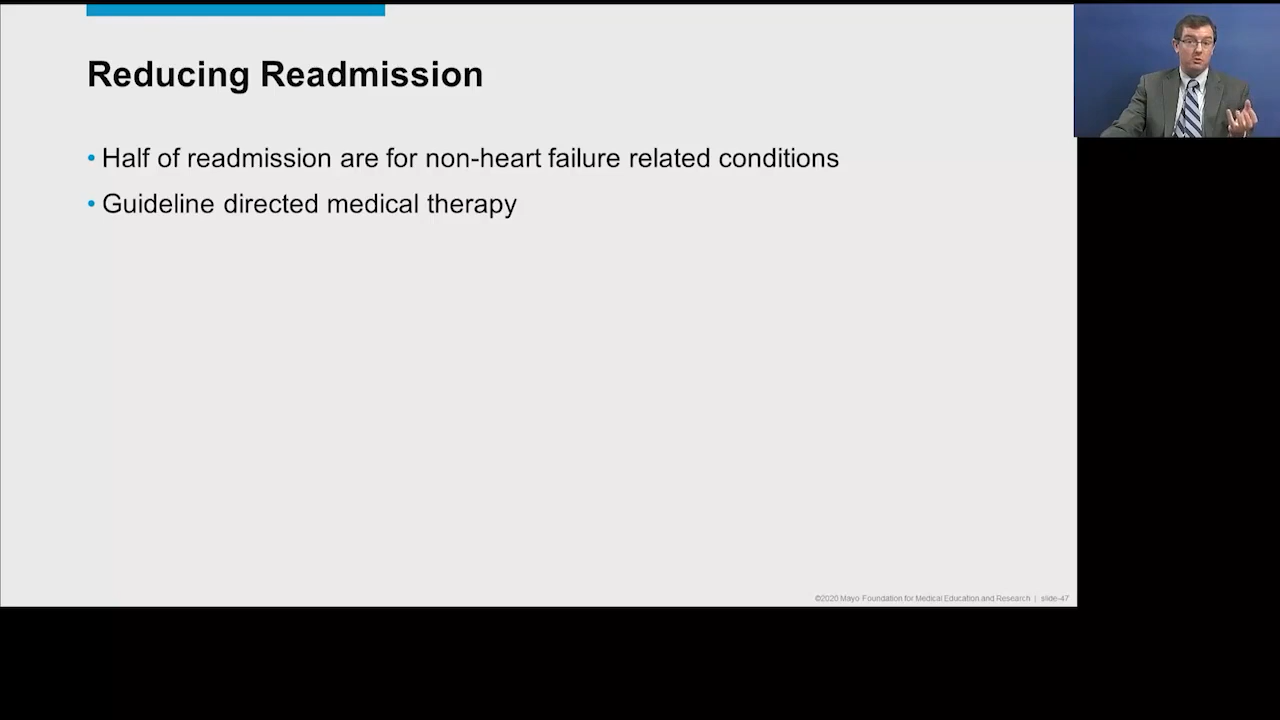 Reducing Readmission
• Half of readmission are for non-heart failure related conditions
• Guideline directed medical therapy
©2020 Mayo Foundation for Medical Education and Research | slide-47